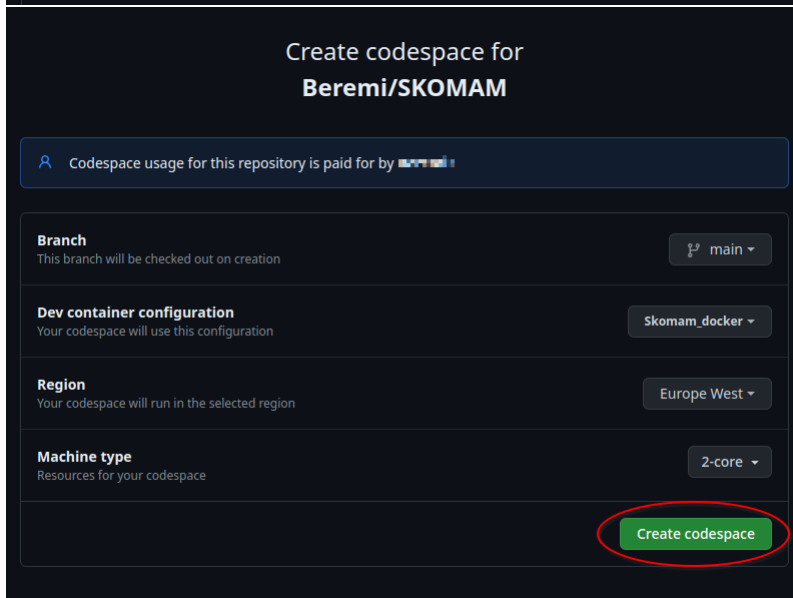 Create codespace for
Beremi/SKOMAM
Codespace usage for this repository is paid for by
Branch
This branch will be checked out on creation
main
Dev container configuration
Your codespace will use this configuration
Skomam_docker
Region
Your codespace will run in the selected region
Europe West
Machine type
Resources for your codespace
2-core
Create codespace